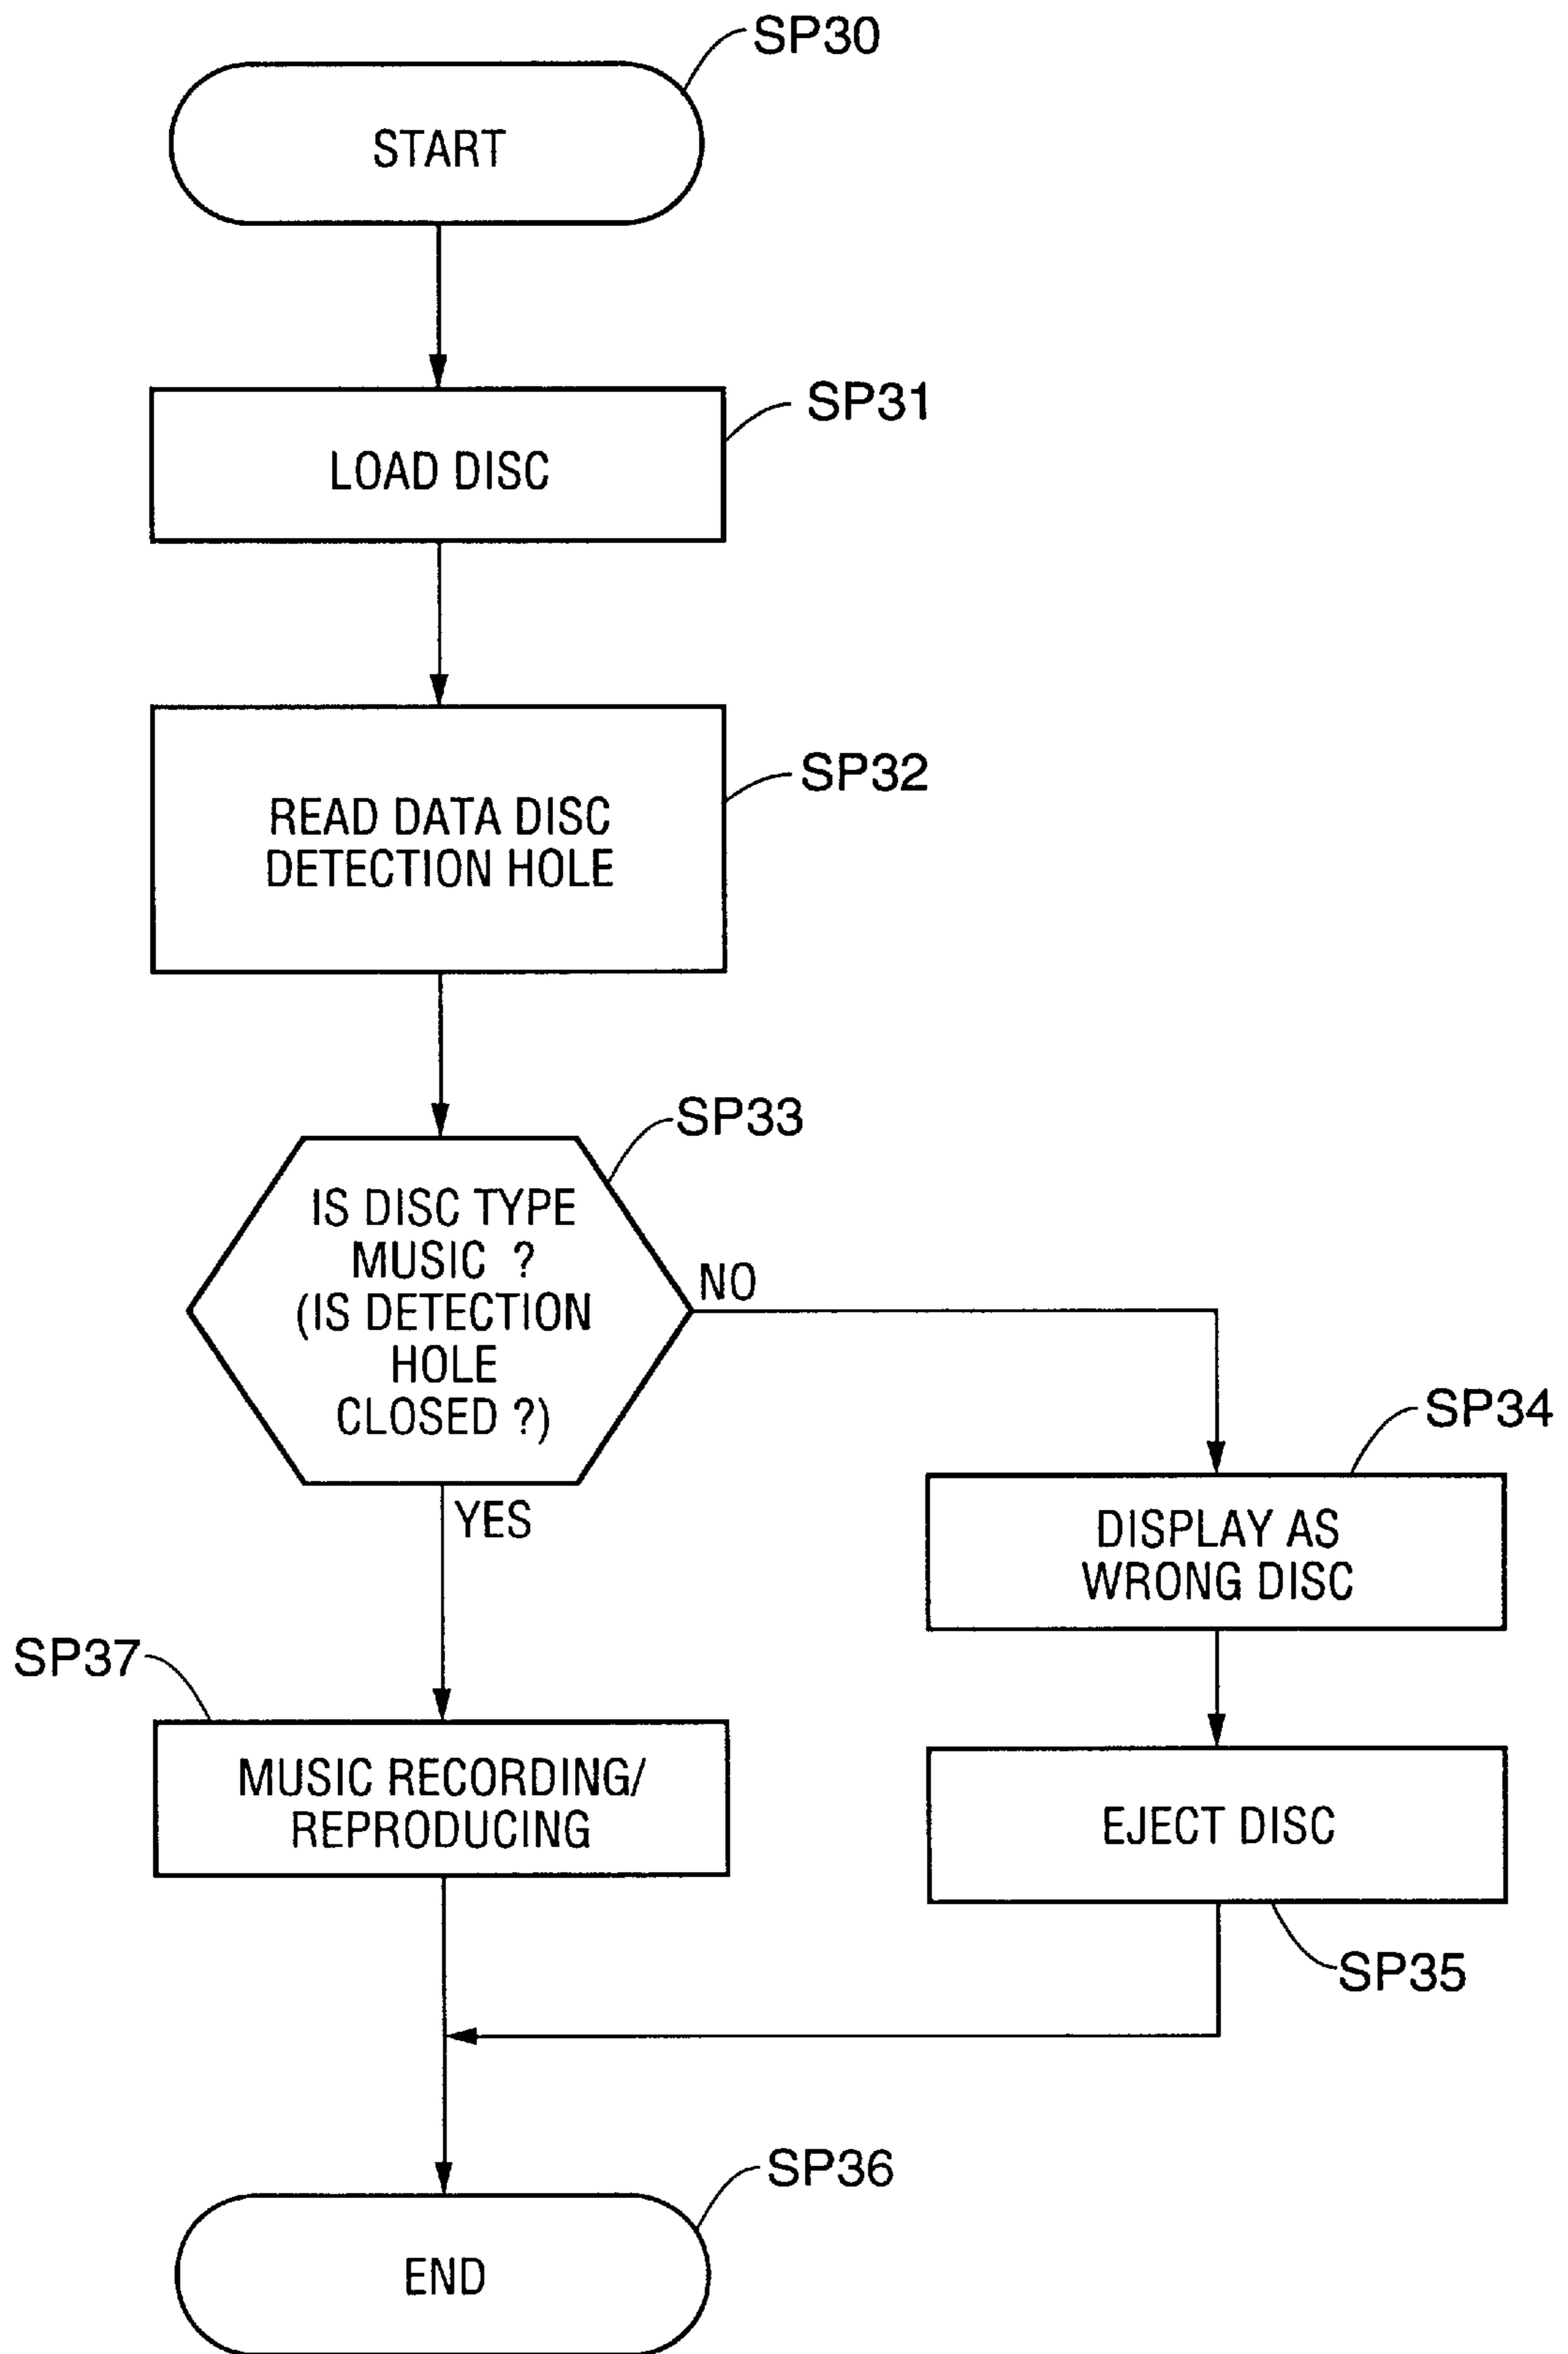 SP30
START
SP31
LOAD DISC
SP32
READ DATA DISC
DETECTION HOLE
SP33
IS DISC TYPE
MUSIC ?
(IS DETECTION
HOLE
CLOSED ?)
NO
YES
SP34
DISPLAY AS
WRONG DISC
SP37
MUSIC RECORDING/
REPRODUCING
EJECT DISC
SP35
SP36
END